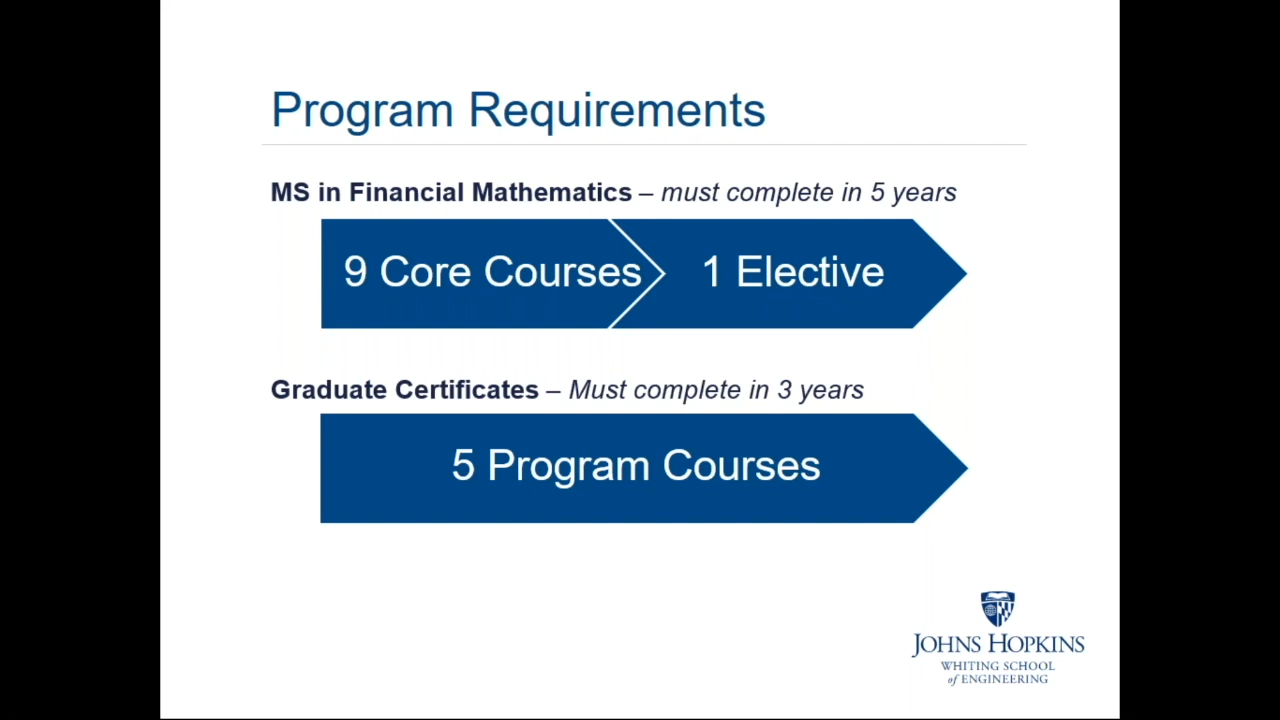 Program Requirements
MS in Financial Mathematics – must complete in 5 years
9 Core Courses
1 Elective
Graduate Certificates – Must complete in 3 years
5 Program Courses
JOHNS HOPKINS
WHITING SCHOOL
of ENGINEERING